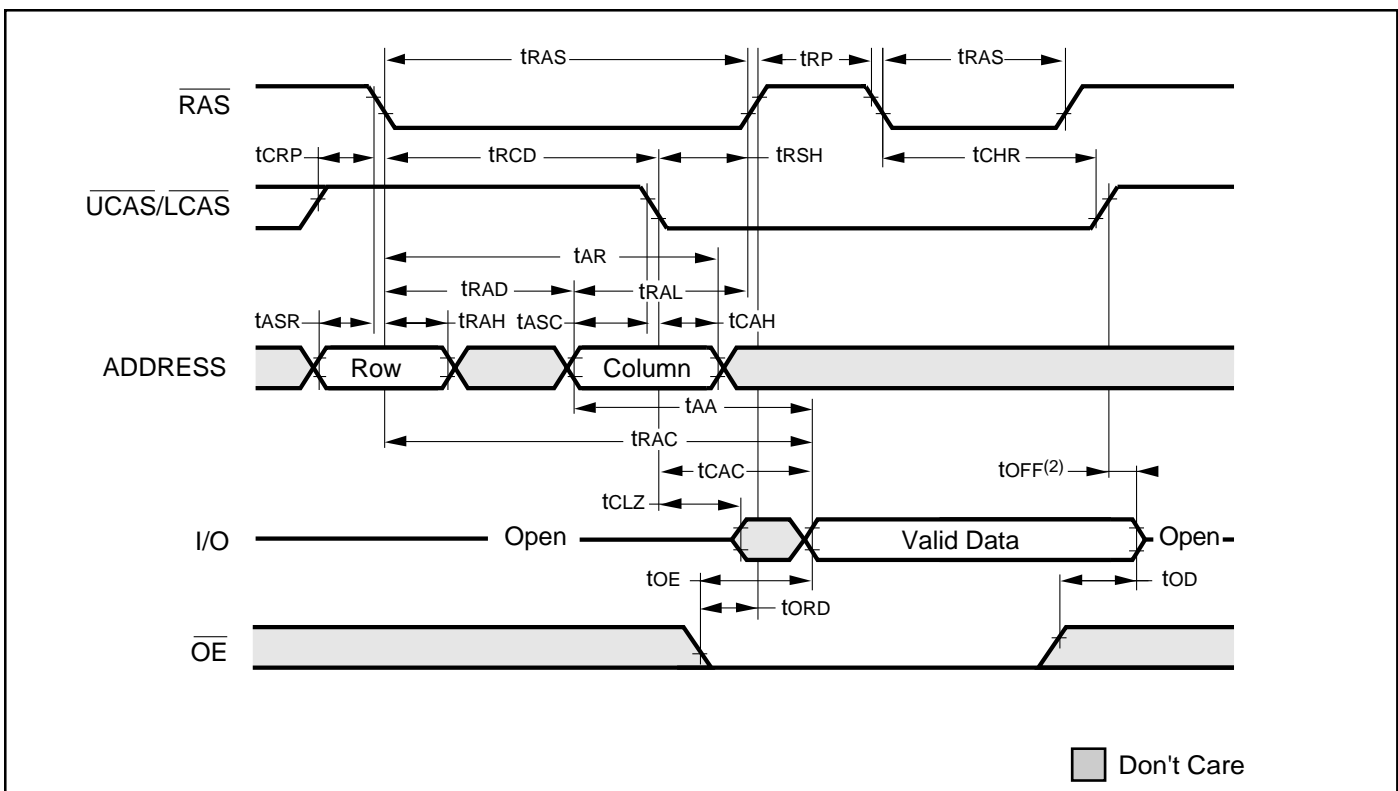 tRAS
tRP
tRAS
RAS
tCRP
tRCD
tRSH
tCHR
UCAS/LCAS
tAR
tRAD
tRAL
tASR
tRAH
tASC
tCAH
ADDRESS
Row
Column
tAA
tRAC
tCAC
tOFF(2)
tCLZ
I/O
Open
Valid Data
Open
tOE
tOD
tORD
OE
Don't Care